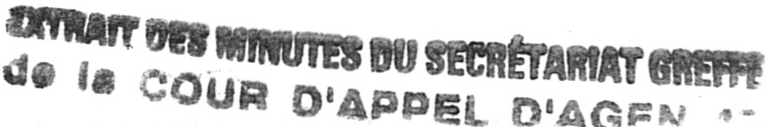 EXTRAIT DES MINUTES DU SECRÉTARIAT GREFFE
de la COUR D'APPEL D'AGEN